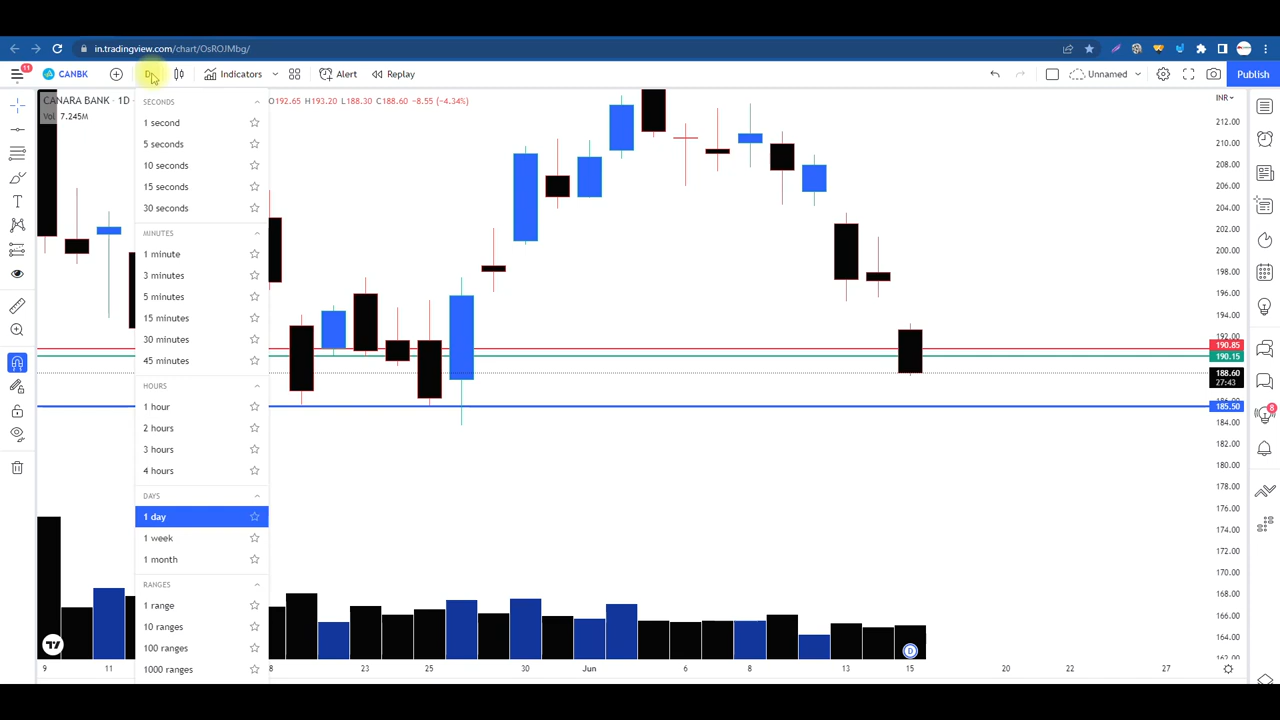 in.tradingview.com/chart/OsROJMbg/
11
CANBK
D
Indicators
Alert
Replay
Unnamed
Publish
CANARA BANK · 1D
O192.65 H193.20 L188.30 C188.60 -8.55 (-4.34%)
Vol 7.245M
INR
SECONDS
1 second
5 seconds
10 seconds
15 seconds
30 seconds
MINUTES
1 minute
3 minutes
5 minutes
15 minutes
30 minutes
45 minutes
HOURS
1 hour
2 hours
3 hours
4 hours
DAYS
1 day
1 week
1 month
RANGES
1 range
10 ranges
100 ranges
1000 ranges
212.00
210.00
208.00
206.00
204.00
202.00
200.00
198.00
196.00
194.00
192.00
190.85
190.15
188.60
27:43
185.50
184.00
182.00
180.00
178.00
176.00
174.00
172.00
170.00
168.00
166.00
164.00
162.00
8
D
9 11 8 23 25 30 Jun 6 8 13 15 20 22 27